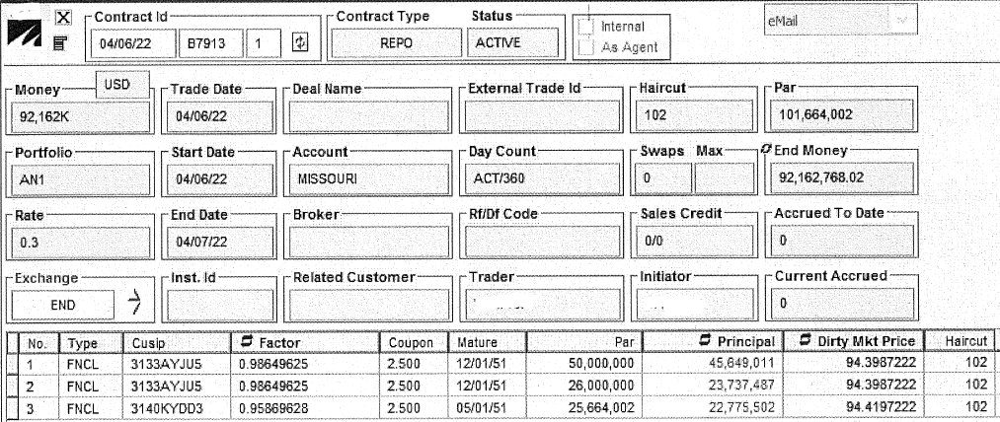 Contract Id Contract Type Status
04/06/22 B7913 1 REPO ACTIVE Internal As Agent eMail
Money USD Trade Date Deal Name External Trade Id Haircut Par
92,162K 04/06/22 102 101,664,002
Portfolio Start Date Account Day Count Swaps Max End Money
AN1 04/06/22 MISSOURI ACT/360 0 92,162,768.02
Rate End Date Broker Rf/Df Code Sales Credit Accrued To Date
0.3 04/07/22 0/0 0
Exchange Inst. Id Related Customer Trader Initiator Current Accrued
END 0
No. Type Cusip Factor Coupon Mature Par Principal Dirty Mkt Price Haircut
1 FNCL 3133AYJU5 0.98649625 2.500 12/01/51 50,000,000 45,649,011 94.3987222 102
2 FNCL 3133AYJU5 0.98649625 2.500 12/01/51 26,000,000 23,737,487 94.3987222 102
3 FNCL 3140KYDD3 0.95869628 2.500 05/01/51 25,664,002 22,775,502 94.4197222 102